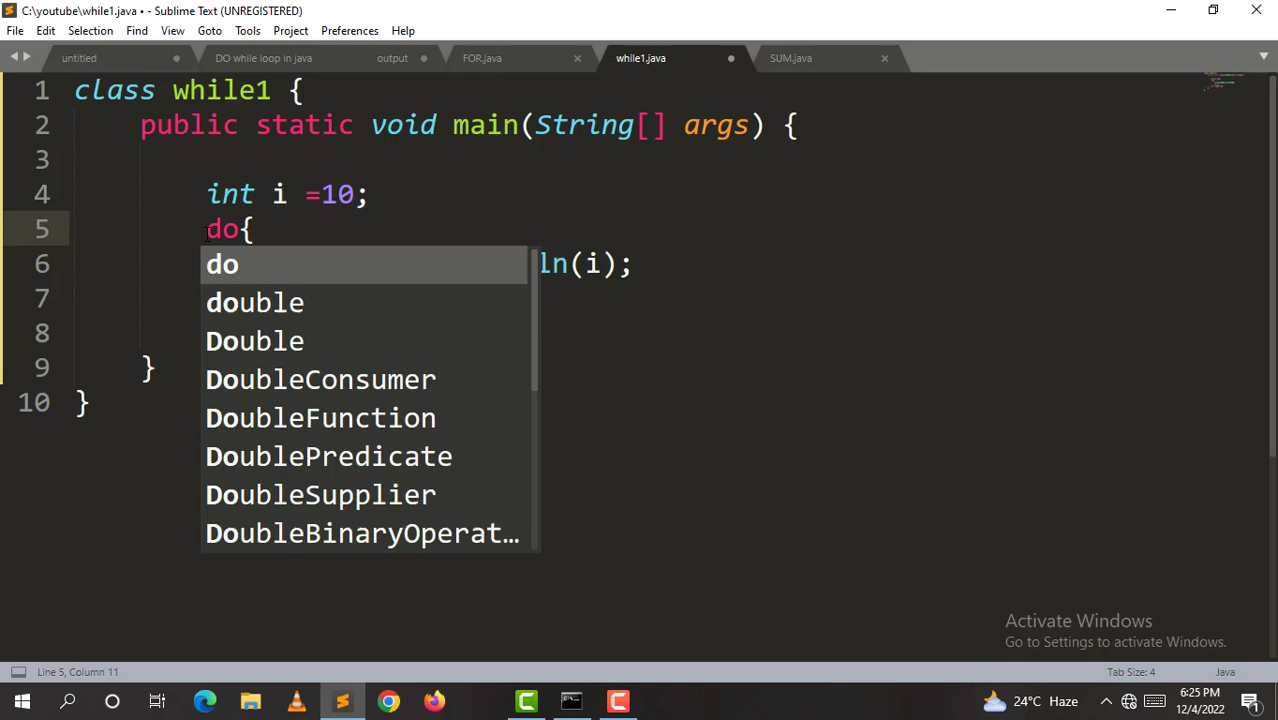 C:\youtube\while1.java • - Sublime Text (UNREGISTERED)
File Edit Selection Find View Goto Tools Project Preferences Help
untitled DO while loop in java output FOR.java while1.java SUM.java
1 class while1 {
2 public static void main(String[] args) {
3
4 int i =10;
5 do{
6 ln(i);
7
8
9 }
10 }
do
double
Double
DoubleConsumer
DoubleFunction
DoublePredicate
DoubleSupplier
DoubleBinaryOperat…
Activate Windows
Go to Settings to activate Windows.
Line 5, Column 11 Tab Size: 4 Java
24°C Haze 6:25 PM
12/4/2022
1